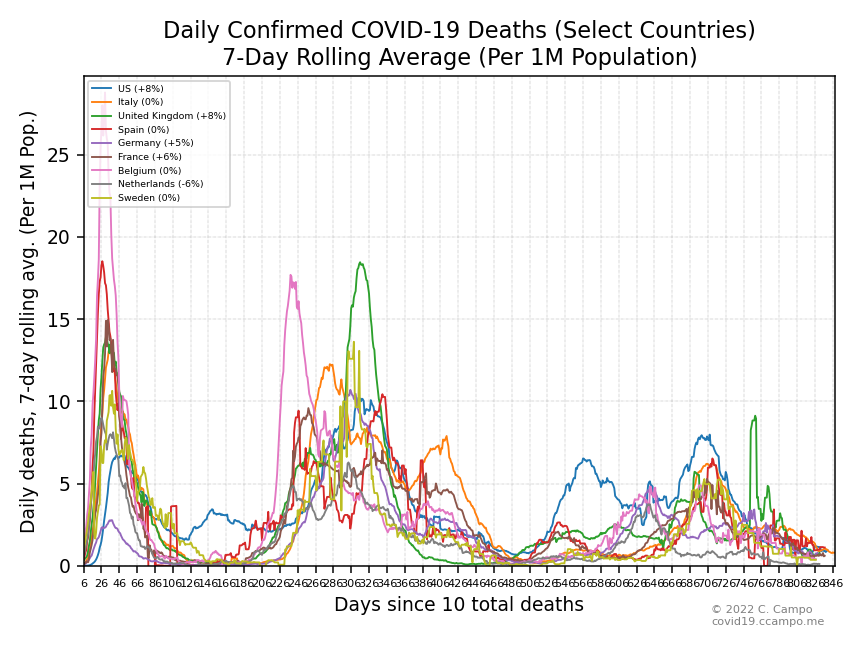 Daily Confirmed COVID-19 Deaths (Select Countries)
7-Day Rolling Average (Per 1M Population)
Daily deaths, 7-day rolling avg. (Per 1M Pop.)
US (+8%)
Italy (0%)
United Kingdom (+8%)
Spain (0%)
Germany (+5%)
France (+6%)
Belgium (0%)
Netherlands (-6%)
Sweden (0%)
25
20
15
10
5
0
6 26 46 66 86 106 126 146 166 186 206 226 246 266 286 306 326 346 366 386 406 426 446 466 486 506 526 546 566 586 606 626 646 666 686 706 726 746 766 786 806 826 846
Days since 10 total deaths
© 2022 C. Campo
covid19.ccampo.me